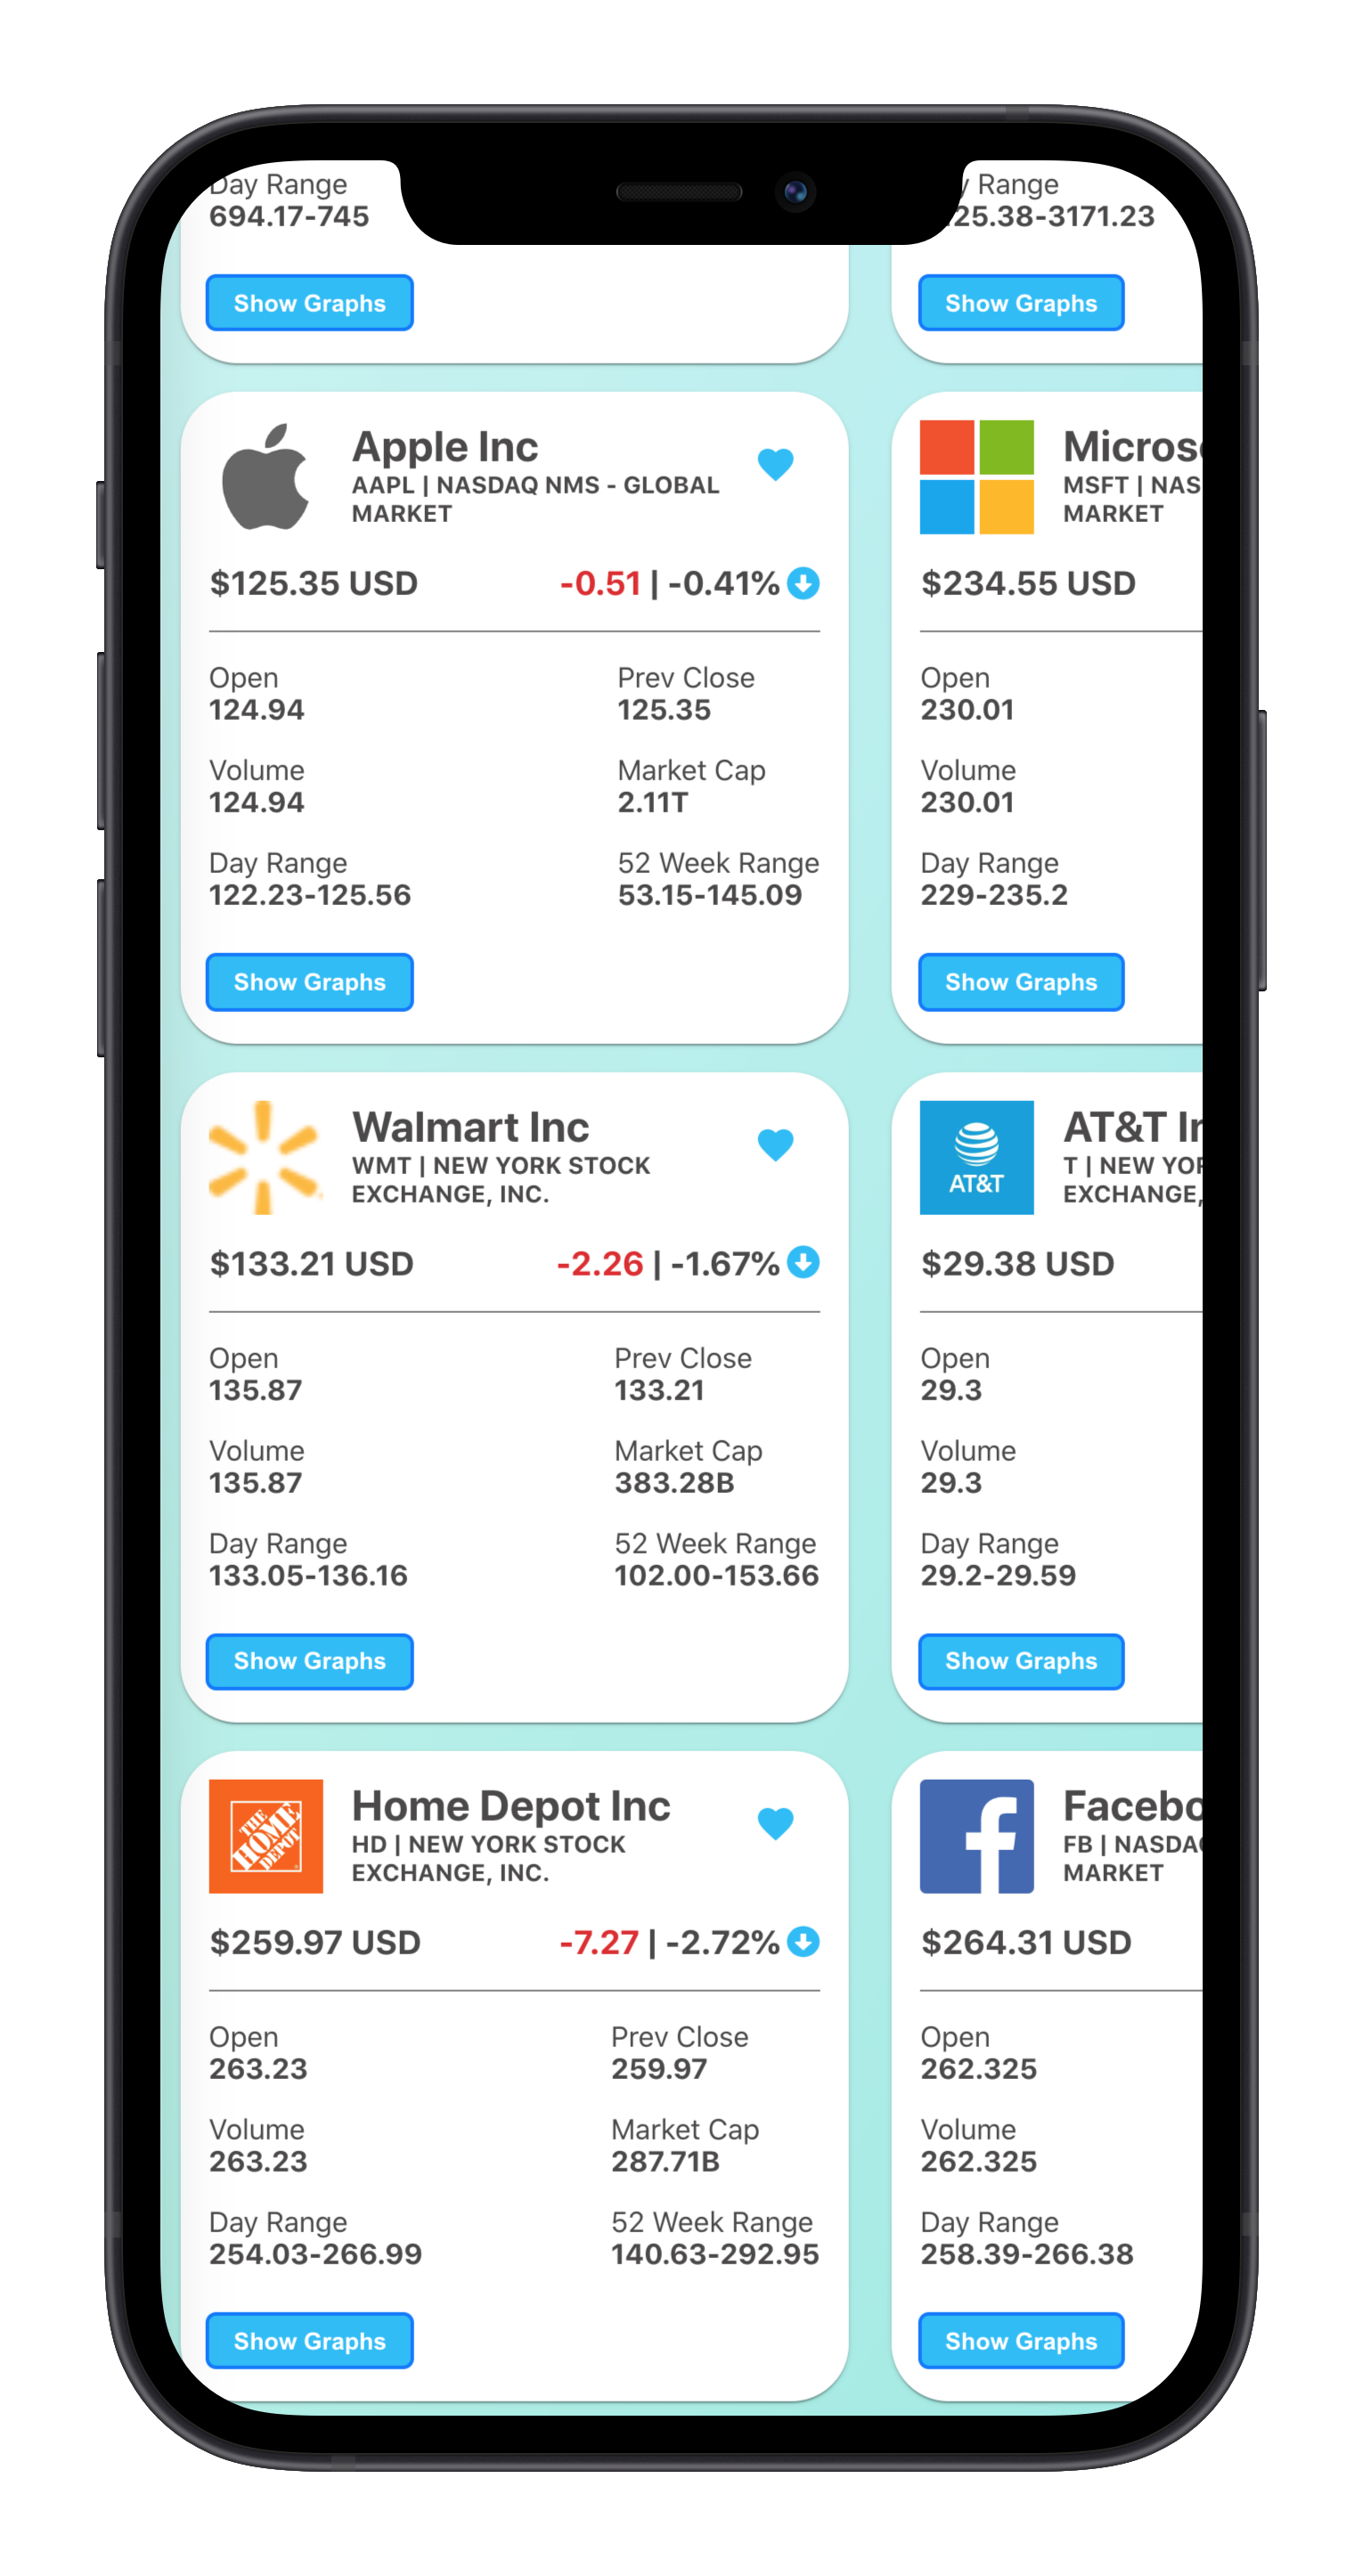 Day Range
694.17-745
Show Graphs
Range
25.38-3171.23
Show Graphs
Apple Inc
AAPL | NASDAQ NMS - GLOBAL
MARKET
$125.35 USD
-0.51 | -0.41%
Open
124.94
Prev Close
125.35
Volume
124.94
Market Cap
2.11T
Day Range
122.23-125.56
52 Week Range
53.15-145.09
Show Graphs
Micros
MSFT | NAS
MARKET
$234.55 USD
Open
230.01
Volume
230.01
Day Range
229-235.2
Show Graphs
Walmart Inc
WMT | NEW YORK STOCK
EXCHANGE, INC.
$133.21 USD
-2.26 | -1.67%
Open
135.87
Prev Close
133.21
Volume
135.87
Market Cap
383.28B
Day Range
133.05-136.16
52 Week Range
102.00-153.66
Show Graphs
AT&T
AT&T In
T | NEW YOR
EXCHANGE,
$29.38 USD
Open
29.3
Volume
29.3
Day Range
29.2-29.59
Show Graphs
THE
HOME
DEPOT
Home Depot Inc
HD | NEW YORK STOCK
EXCHANGE, INC.
$259.97 USD
-7.27 | -2.72%
Open
263.23
Prev Close
259.97
Volume
263.23
Market Cap
287.71B
Day Range
254.03-266.99
52 Week Range
140.63-292.95
Show Graphs
Facebo
FB | NASDA
MARKET
$264.31 USD
Open
262.325
Volume
262.325
Day Range
258.39-266.38
Show Graphs